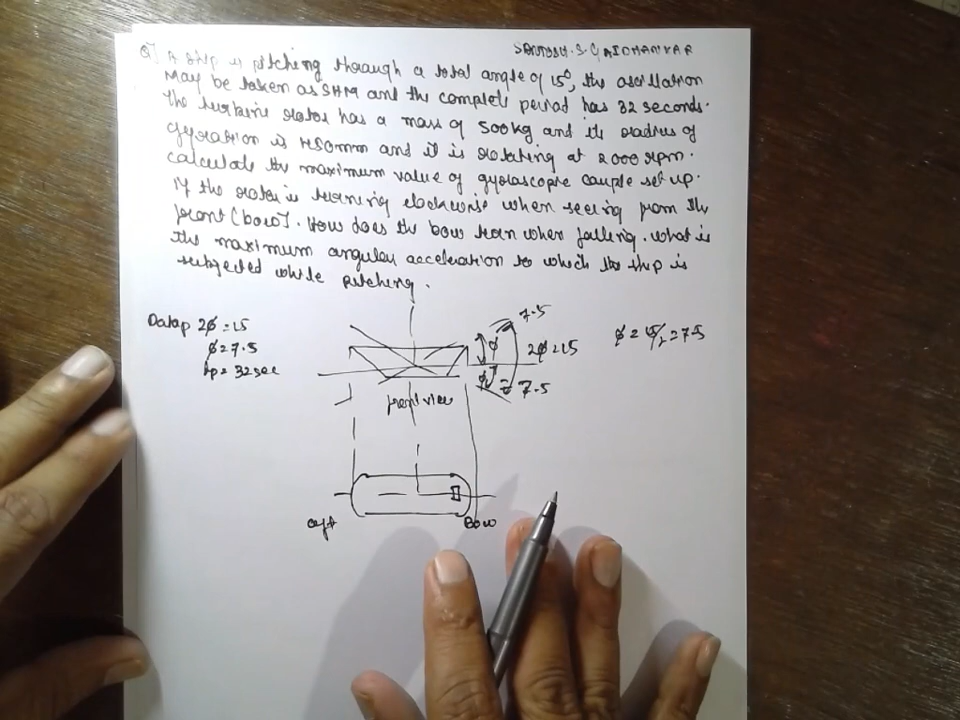 Q] A ship is pitching through a total angle of 15°, the oscillation
may be taken as SHM and the complete period has 32 seconds.
The turbine rotor has a mass of 500kg and its radius of
gyration is 450mm and it is rotating at 2000 rpm.
calculate the maximum value of gyroscopic couple set up.
If the rotor is turning clockwise when seeing from the
front (bow). How does the bow turn when falling. What is
the maximum angular acceleration to which the ship is
subjected while pitching.
2φ = 15
φ = 7.5
tp = 32 sec
7.5
φ
2φ = 15
φ
= 7.5
φ = 15/2 = 7.5
front view
Aft
Bow